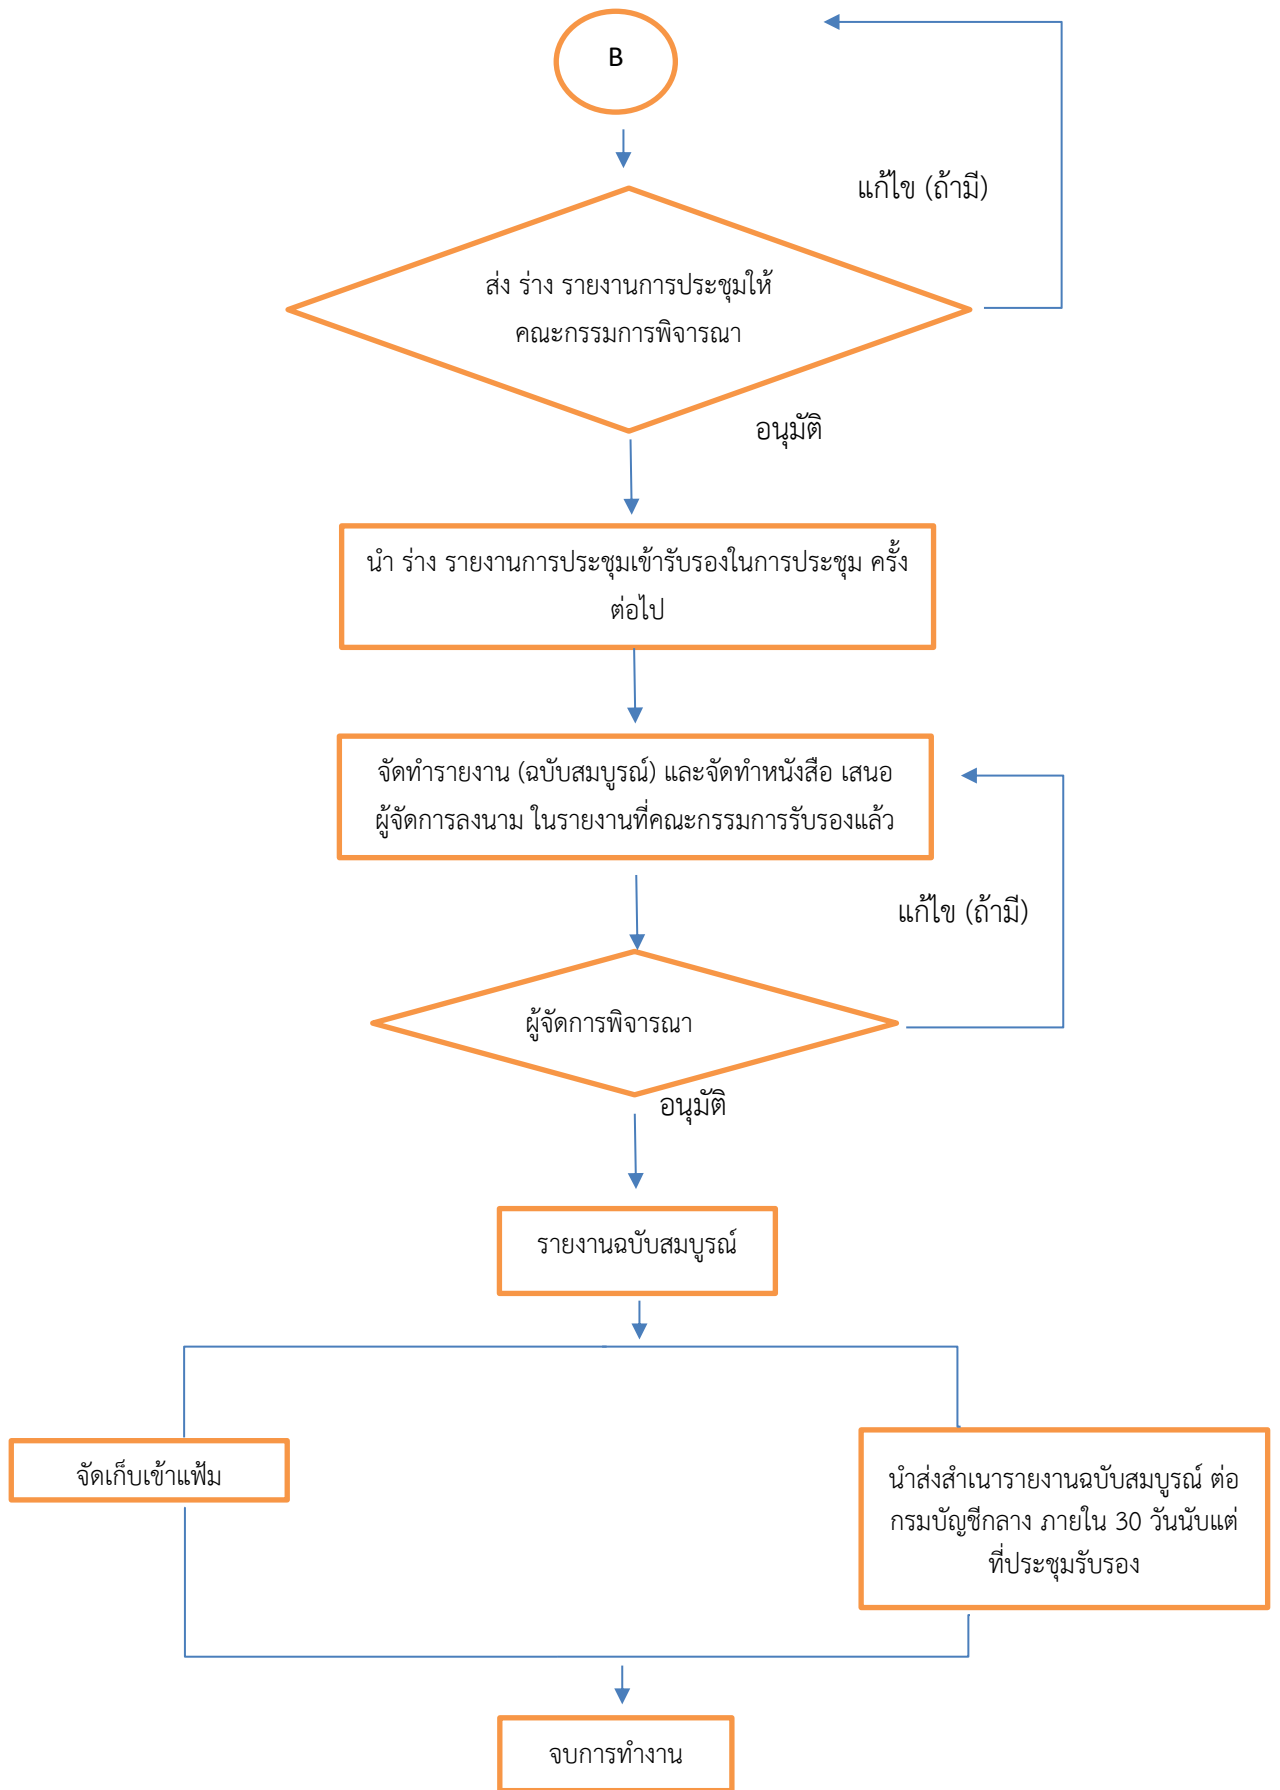 B
แก้ไข (ถ้ามี)
ส่ง ร่าง รายงานการประชุมให้
คณะกรรมการพิจารณา
อนุมัติ
นำ ร่าง รายงานการประชุมเข้ารับรองในการประชุม ครั้ง
ต่อไป
จัดทำรายงาน (ฉบับสมบูรณ์) และจัดทำหนังสือ เสนอ
ผู้จัดการลงนาม ในรายงานที่คณะกรรมการรับรองแล้ว
แก้ไข (ถ้ามี)
ผู้จัดการพิจารณา
อนุมัติ
รายงานฉบับสมบูรณ์
จัดเก็บเข้าแฟ้ม
นำส่งสำเนารายงานฉบับสมบูรณ์ ต่อ
กรมบัญชีกลาง ภายใน 30 วันนับแต่
ที่ประชุมรับรอง
จบการทำงาน